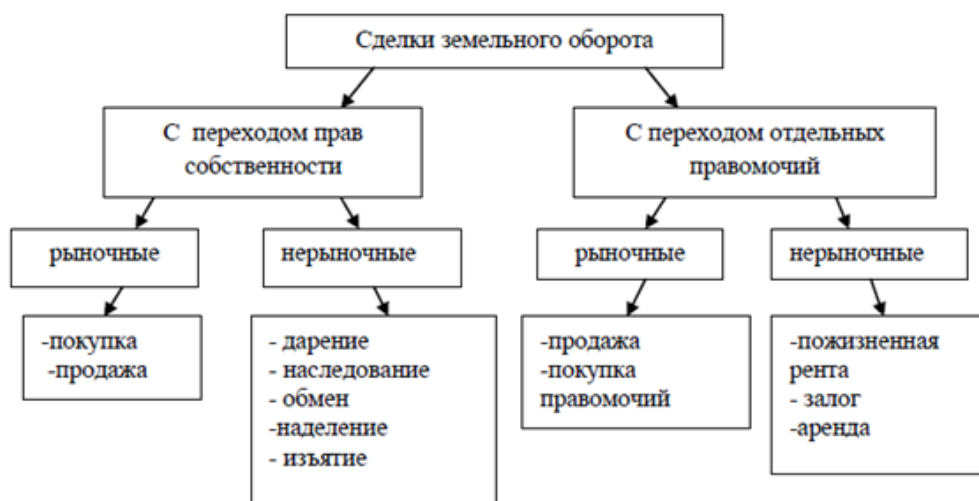 Сделки земельного оборота
С переходом прав
собственности
С переходом отдельных
правомочий
рыночные
нерыночные
рыночные
нерыночные
-покупка
-продажа
- дарение
- наследование
- обмен
-наделение
- изъятие
-продажа
-покупка
правомочий
-пожизненная
рента
- залог
-аренда